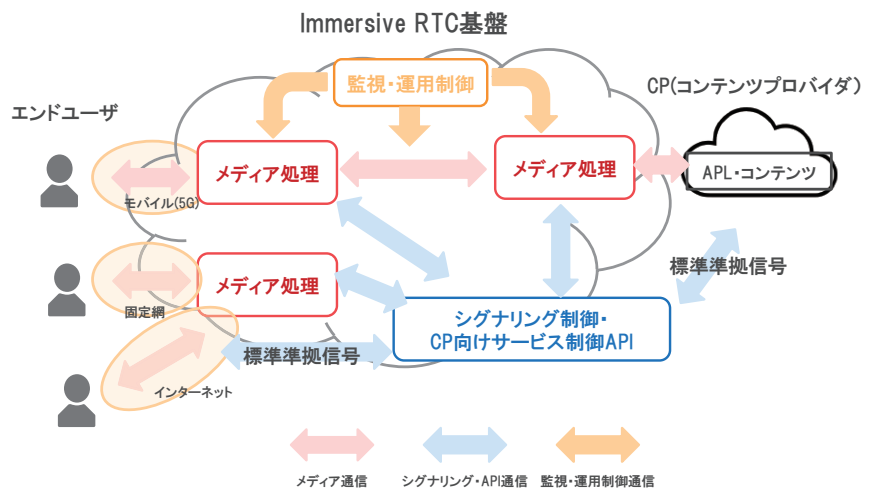 Immersive RTC基盤
監視・運用制御
CP(コンテンツプロバイダ)
エンドユーザ
メディア処理
メディア処理
APL・コンテンツ
モバイル(5G)
標準準拠信号
メディア処理
固定網
シグナリング制御・
CP向けサービス制御API
標準準拠信号
インターネット
メディア通信
シグナリング・API通信
監視・運用制御通信